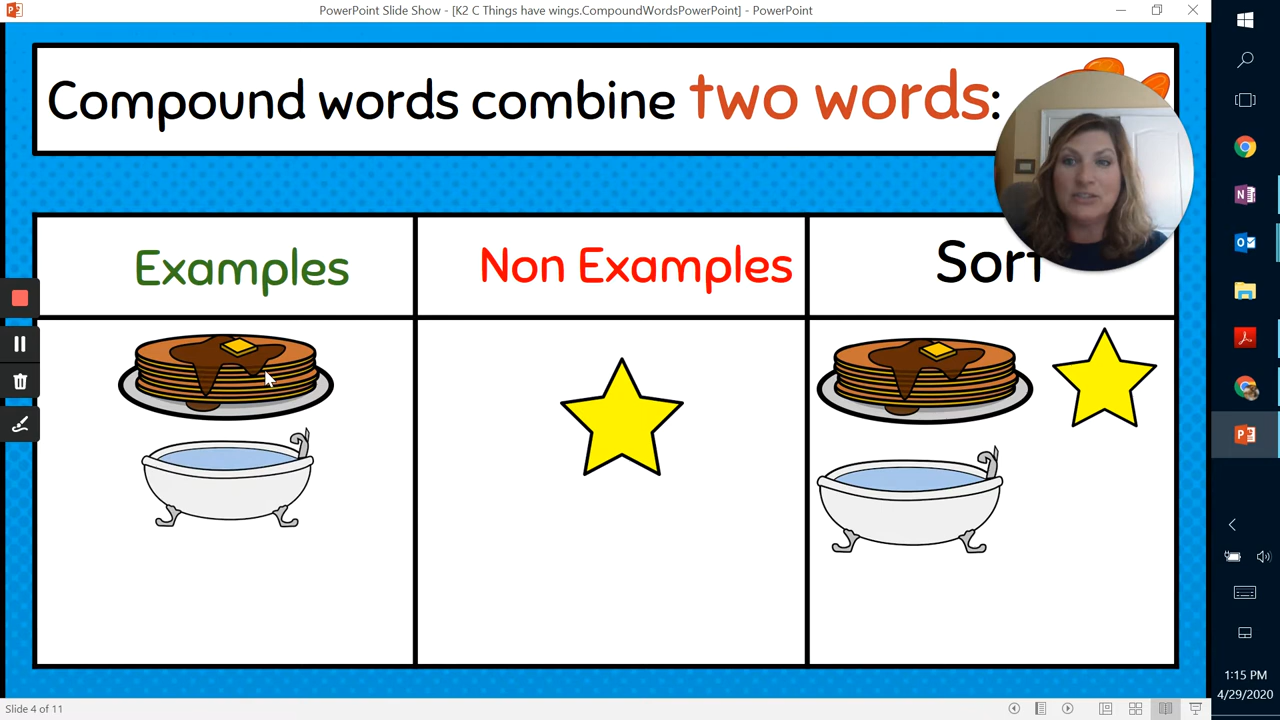 PowerPoint Slide Show - [K2 C Things have wings.CompoundWordsPowerPoint] - PowerPoint
Compound words combine two words:
Examples
Non Examples
Sort
Slide 4 of 11
1:15 PM
4/29/2020